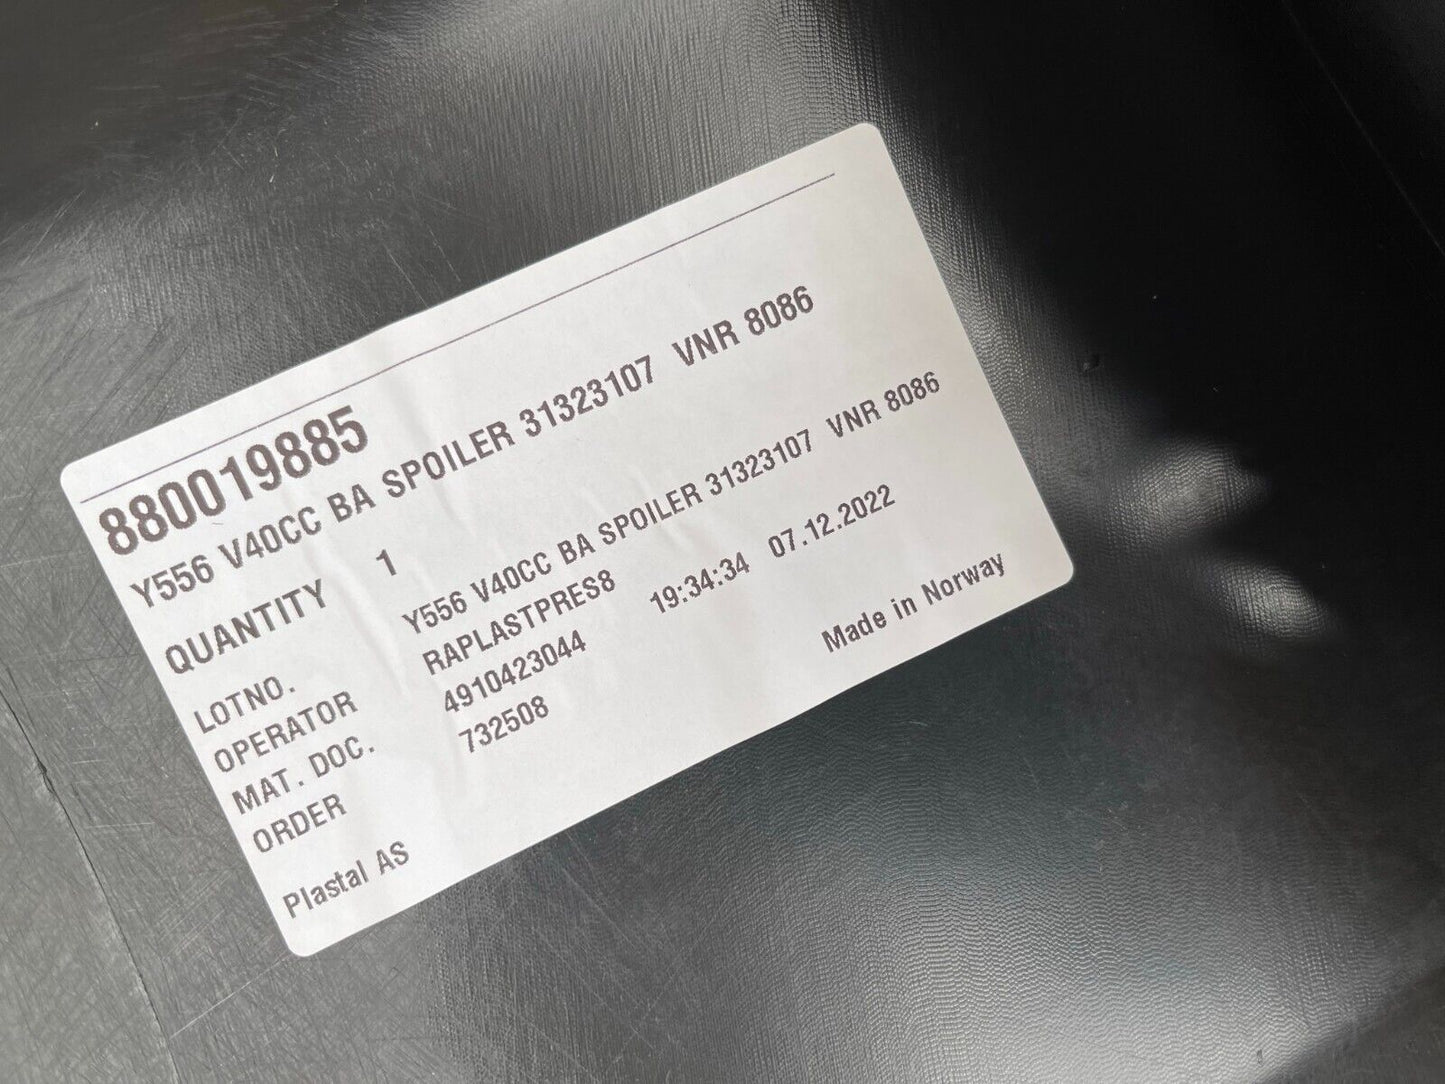 880019885
Y556 V40CC BA SPOILER 31323107 VNR 8086
QUANTITY 1
LOTNO. Y556 V40CC BA SPOILER 31323107 VNR 8086
OPERATOR RAPLASTPRES8
MAT. DOC. 4910423044 19:34:34 07.12.2022
ORDER 732508
Plastal AS Made in Norway